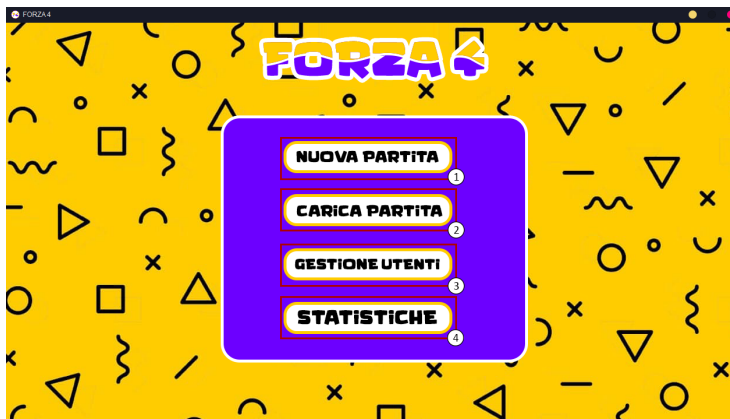 FORZA 4
FORZA 4
NUOVA PARTITA
1
CARICA PARTITA
2
GESTIONE UTENTI
3
STATISTICHE
4